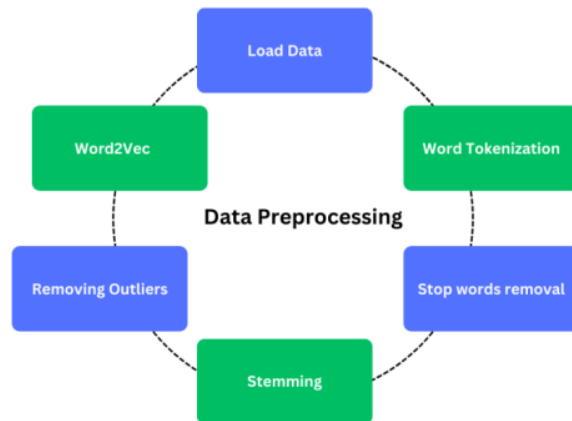 Load Data
Word2Vec
Word Tokenization
Data Preprocessing
Removing Outliers
Stop words removal
Stemming